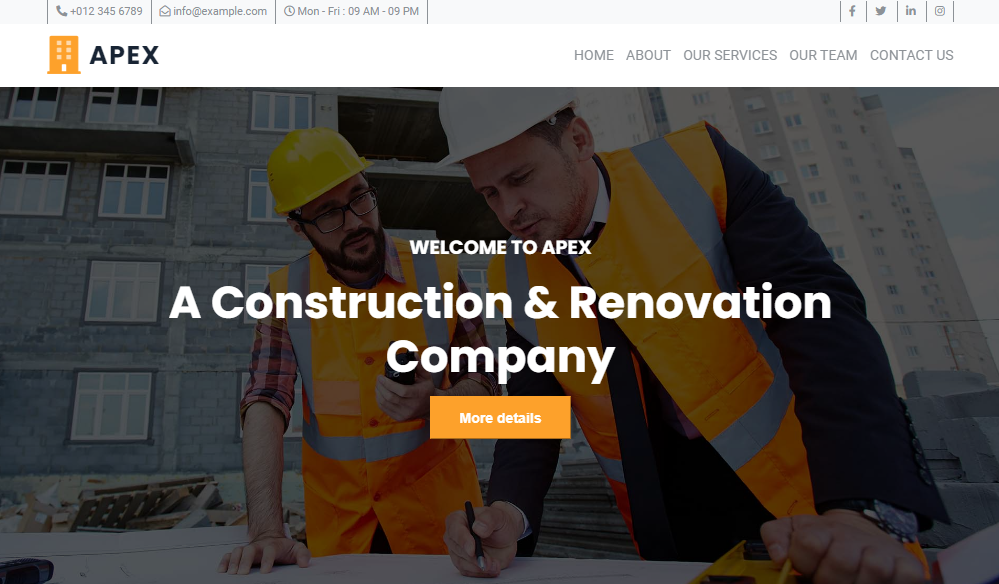 +012 345 6789
info@example.com
Mon - Fri : 09 AM - 09 PM
APEX
HOME ABOUT OUR SERVICES OUR TEAM CONTACT US
WELCOME TO APEX
A Construction & Renovation
Company
More details